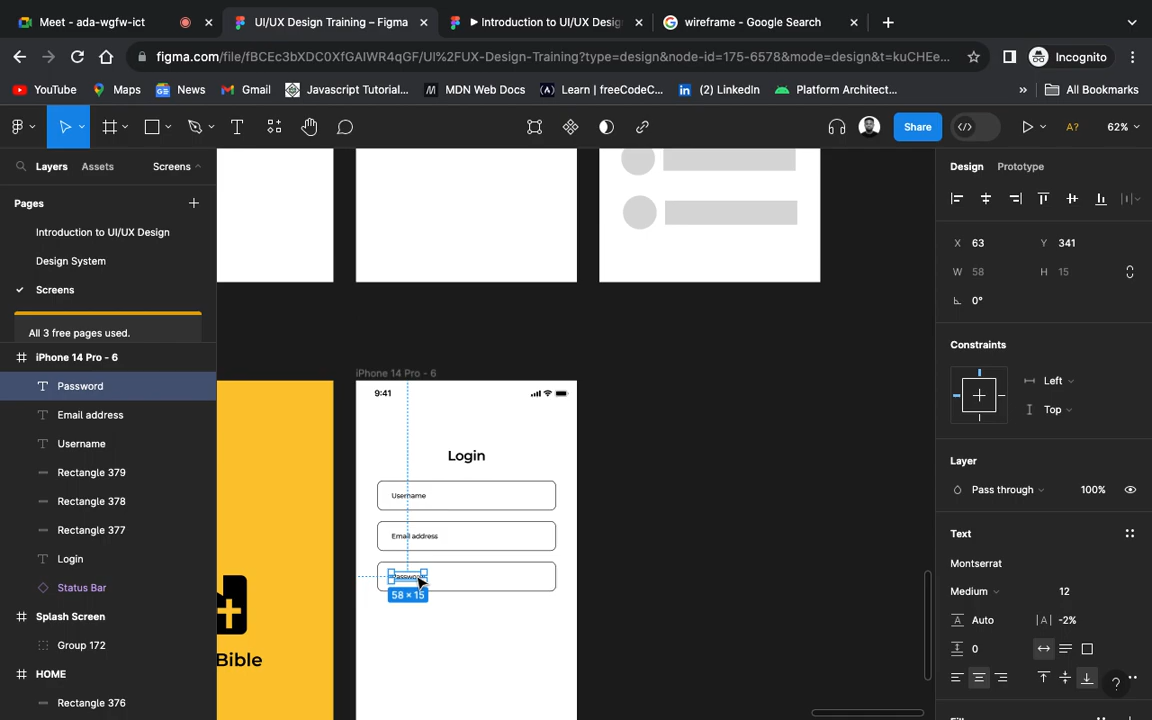 Meet – ada-wgfw-ict
UI/UX Design Training – Figma
Introduction to UI/UX Desig
wireframe - Google Search
figma.com/file/fBCEc3bXDC0XfGAIWR4qGF/UI%2FUX-Design-Training?type=design&node-id=175-6578&mode=design&t=kuCHEe...
Incognito
YouTube
Maps
News
Gmail
Javascript Tutorial...
MDN Web Docs
Learn | freeCodeC...
(2) LinkedIn
Platform Architect...
»
All Bookmarks
Share
A?
62%
Layers
Assets
Screens
Design
Prototype
Pages
Introduction to UI/UX Design
Design System
Screens
All 3 free pages used.
iPhone 14 Pro - 6
Password
Email address
Username
Rectangle 379
Rectangle 378
Rectangle 377
Login
Status Bar
Splash Screen
Group 172
HOME
Rectangle 376
Bible
iPhone 14 Pro - 6
9:41
Login
Username
Email address
Password
58 × 15
X 63
Y 341
W 58
H 15
0°
Constraints
Left
Top
Layer
Pass through
100%
Text
Montserrat
Medium
12
Auto
|A| -2%
0
?
Fill